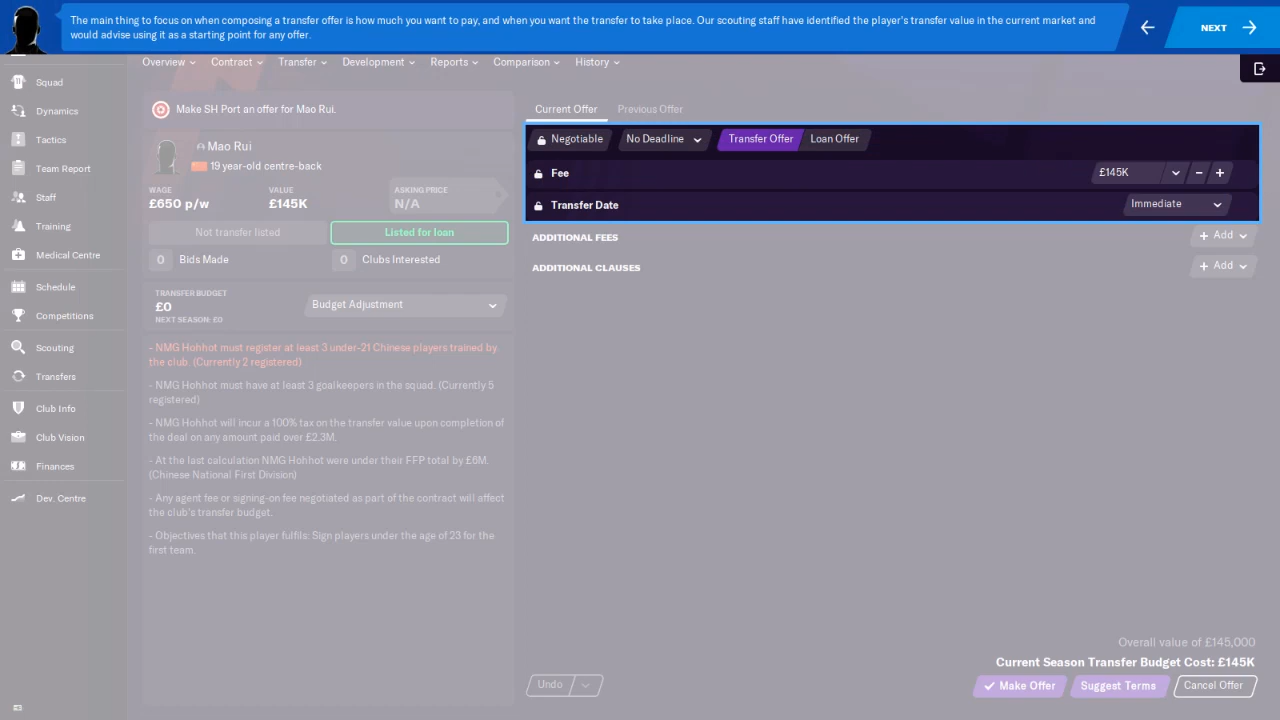 The main thing to focus on when composing a transfer offer is how much you want to pay, and when you want the transfer to take place. Our scouting staff have identified the player's transfer value in the current market and
would advise using it as a starting point for any offer.
NEXT
Overview
Contract
Transfer
Development
Reports
Comparison
History
Squad
Dynamics
Tactics
Team Report
Staff
Training
Medical Centre
Schedule
Competitions
Scouting
Transfers
Club Info
Club Vision
Finances
Dev. Centre
Make SH Port an offer for Mao Rui.
Mao Rui
19 year-old centre-back
WAGE
£650 p/w
VALUE
£145K
ASKING PRICE
N/A
Not transfer listed
Listed for loan
0 Bids Made
0 Clubs Interested
TRANSFER BUDGET
£0
NEXT SEASON: £0
Budget Adjustment
- NMG Hohhot must register at least 3 under-21 Chinese players trained by
the club. (Currently 2 registered)
- NMG Hohhot must have at least 3 goalkeepers in the squad. (Currently 5
registered)
- NMG Hohhot will incur a 100% tax on the transfer value upon completion of
the deal on any amount paid over £2.3M.
- At the last calculation NMG Hohhot were under their FFP total by £6M.
(Chinese National First Division)
- Any agent fee or signing-on fee negotiated as part of the contract will affect
the club's transfer budget.
- Objectives that this player fulfils: Sign players under the age of 23 for the
first team.
Current Offer
Previous Offer
Negotiable
No Deadline
Transfer Offer
Loan Offer
Fee
£145K
Transfer Date
Immediate
ADDITIONAL FEES
Add
ADDITIONAL CLAUSES
Add
Overall value of £145,000
Current Season Transfer Budget Cost: £145K
Undo
Make Offer
Suggest Terms
Cancel Offer